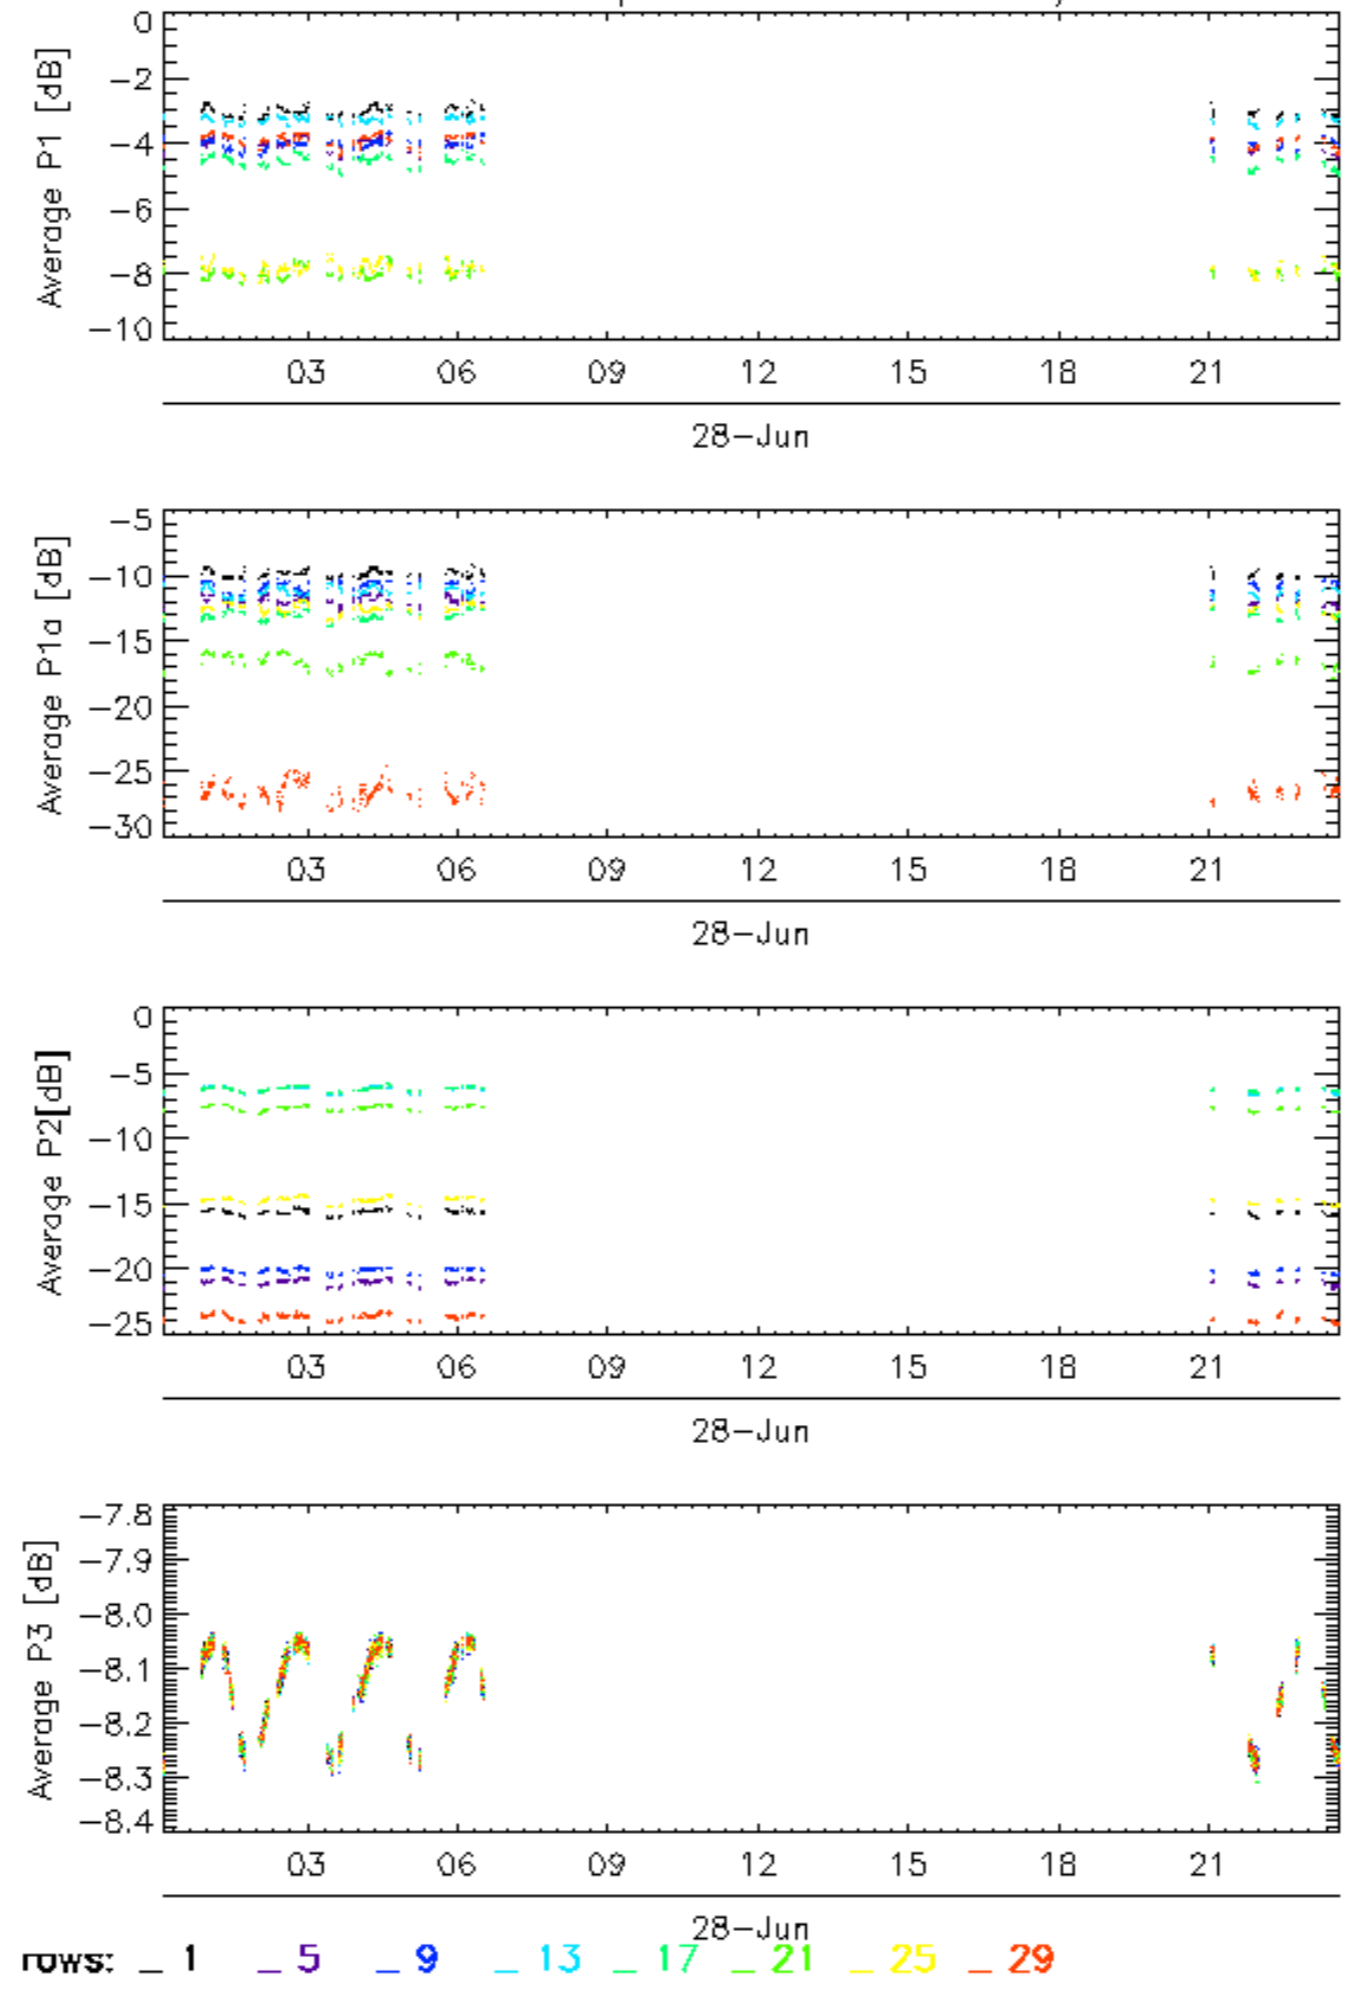 0
Average P1 [dB]
−2
−4
−6
−8
−10
03 06 09 12 15 18 21
28−Jun
−5
Average P1a [dB]
−10
−15
−20
−25
−30
03 06 09 12 15 18 21
28−Jun
0
Average P2[dB]
−5
−10
−15
−20
−25
03 06 09 12 15 18 21
28−Jun
−7.8
Average P3 [dB]
−7.9
−8.0
−8.1
−8.2
−8.3
−8.4
03 06 09 12 15 18 21
28−Jun
rows: _ 1 _ 5 _ 9 _ 13 _ 17 _ 21 _ 25 _ 29